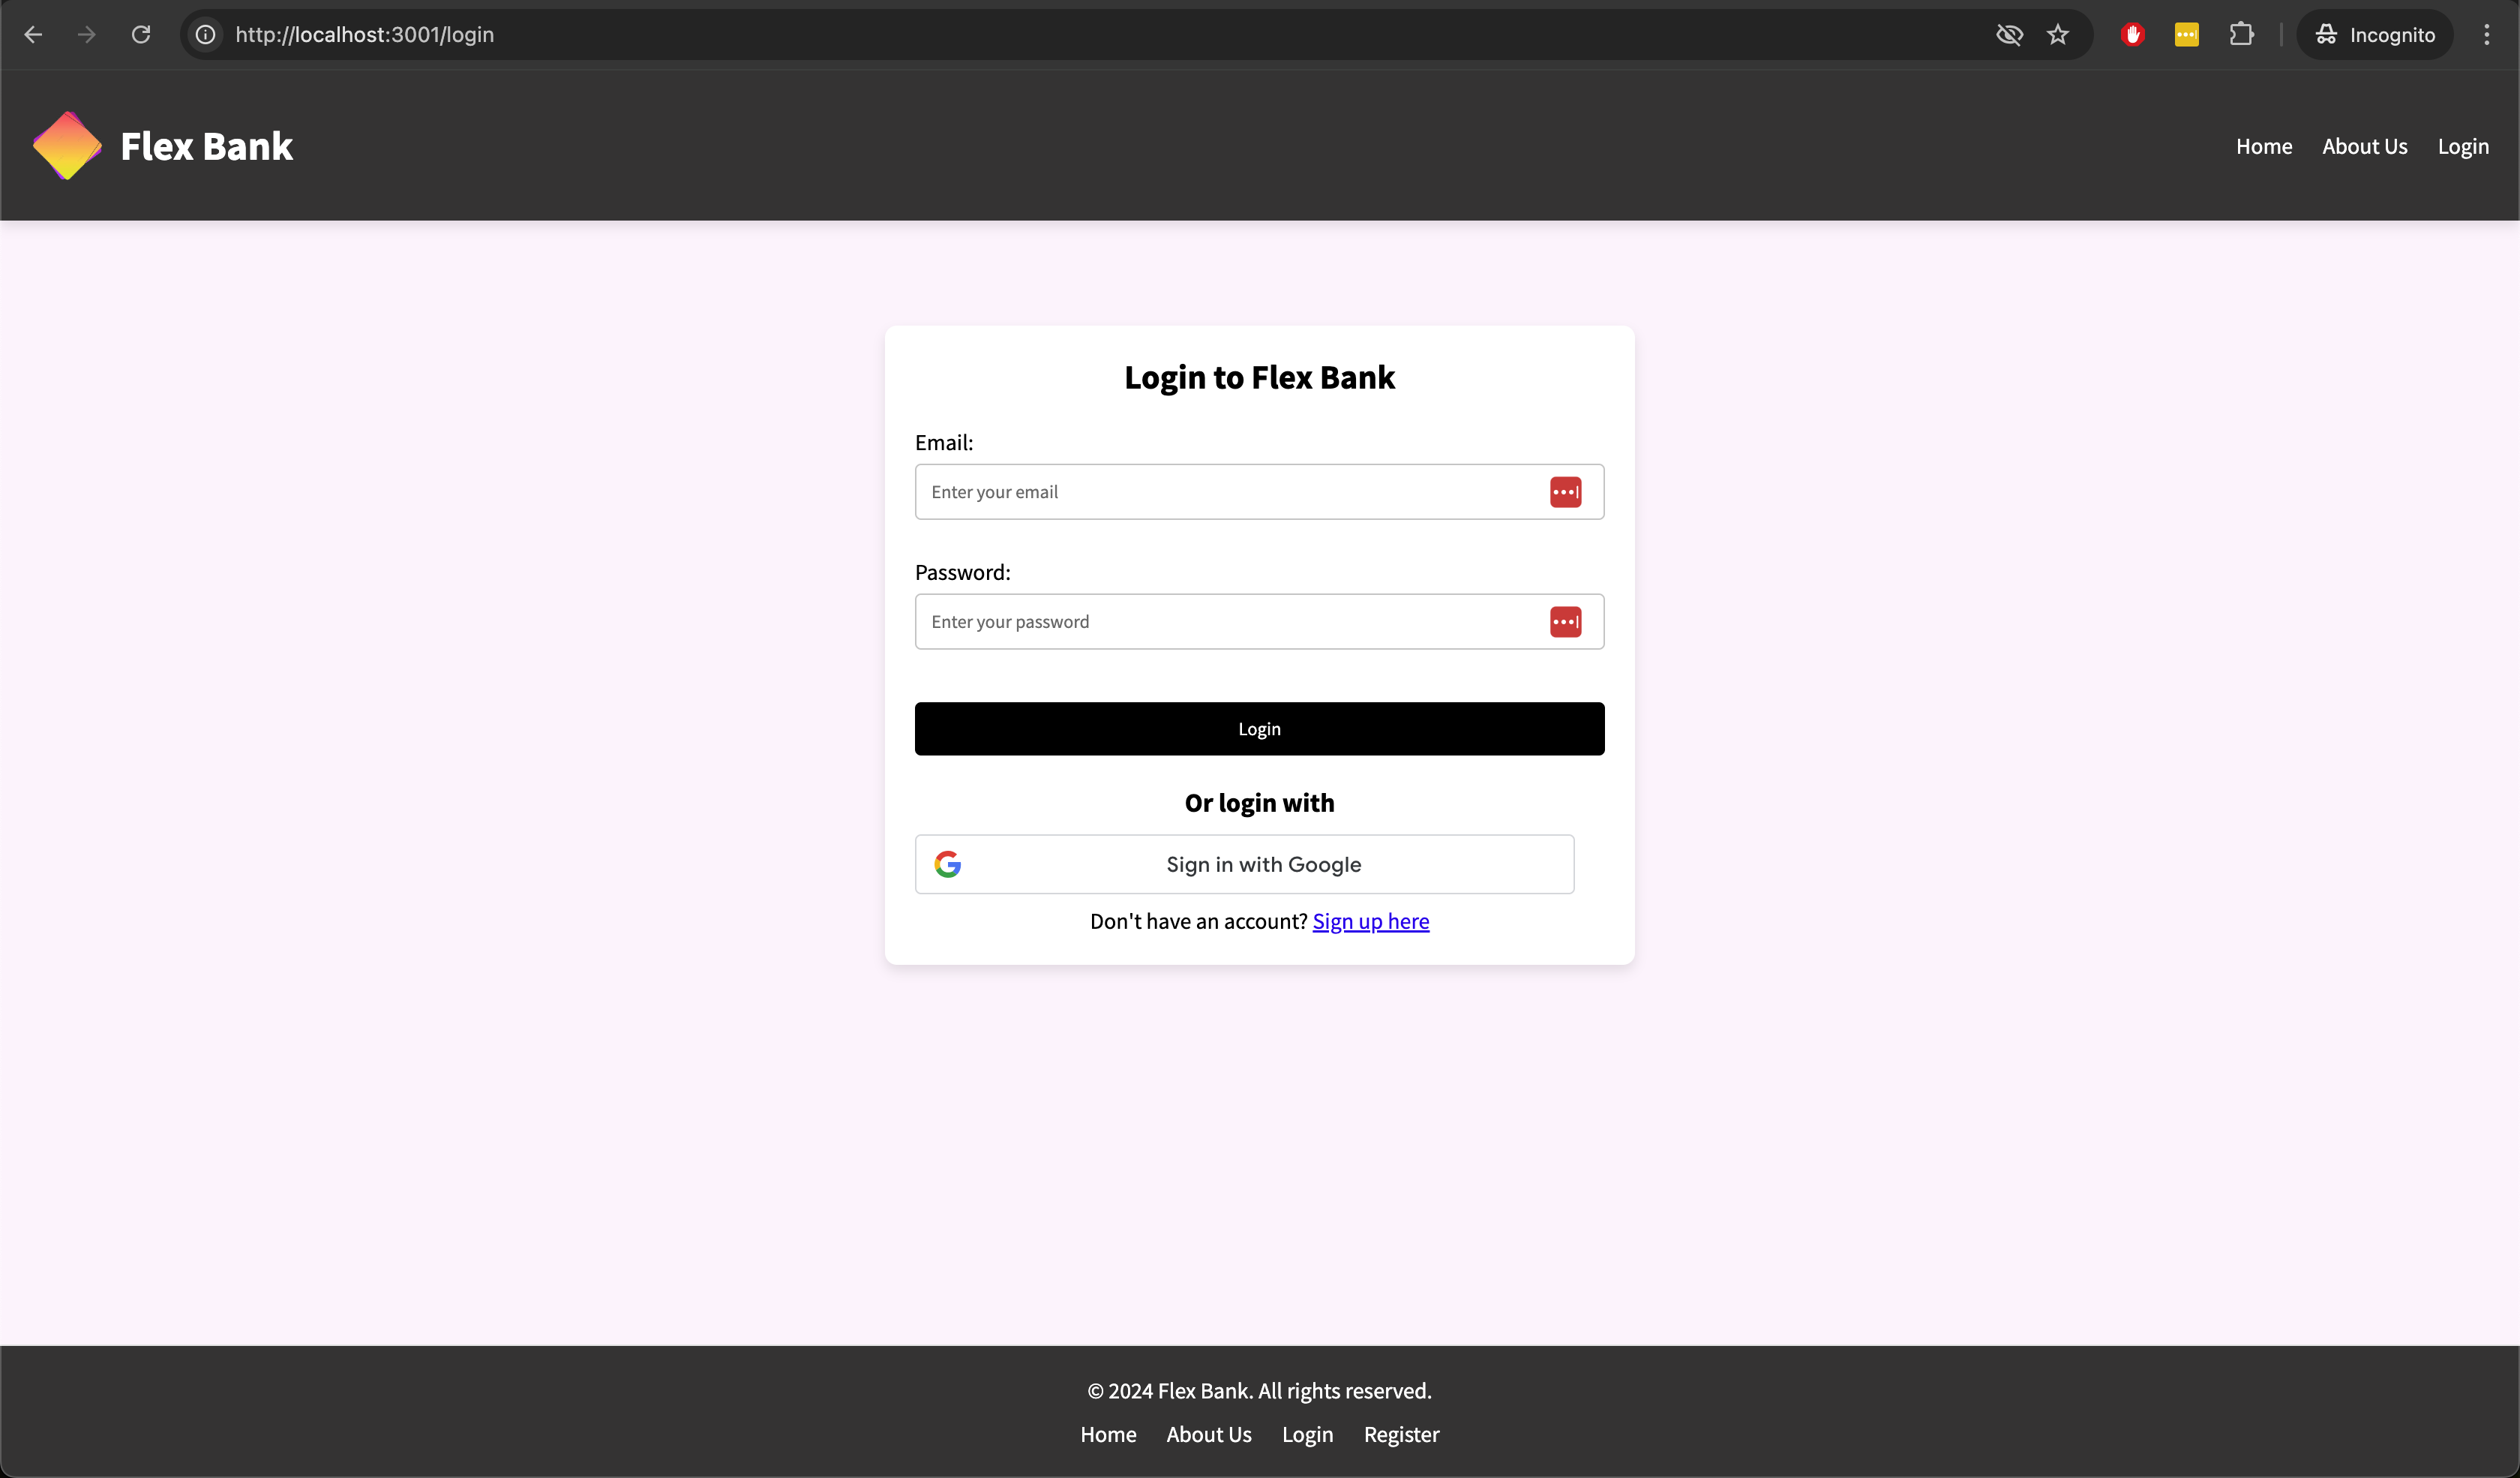 http://localhost:3001/login
Incognito
Flex Bank
Home About Us Login
Login to Flex Bank
Email:
Enter your email
Password:
Enter your password
Login
Or login with
Sign in with Google
Don't have an account? Sign up here
© 2024 Flex Bank. All rights reserved.
Home About Us Login Register